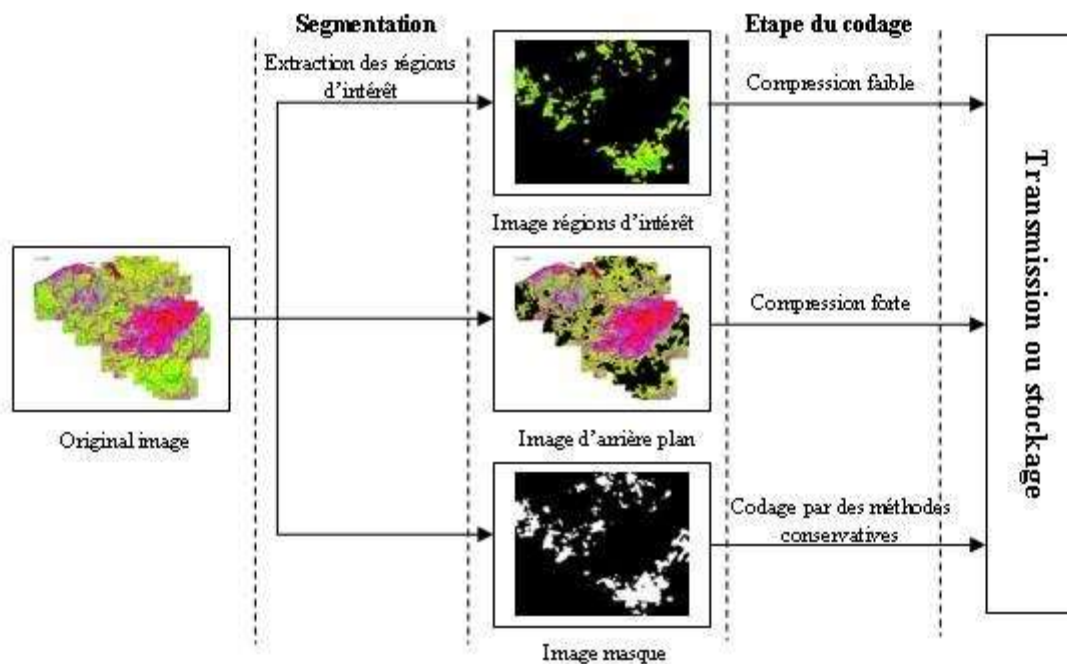 Segmentation
Etape du codage
Extraction des régions
d'intérêt
Compression faible
Image régions d'intérêt
Compression forte
Original image
Image d'arrière plan
Codage par des méthodes
conservatives
Image masque
Transmission ou stockage